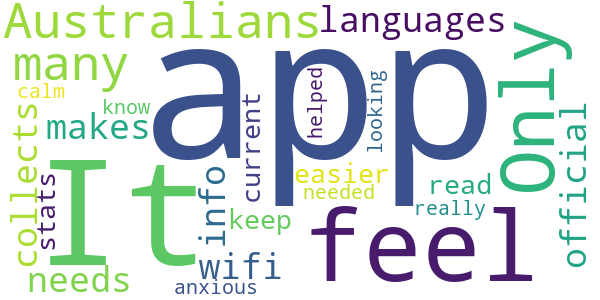 Australians
languages
many
app
Only
calm
know
helped
looking
collects
makes
current
official
It
stats
info
easier
needed
read
really
keep
feel
wifi
needs
anxious